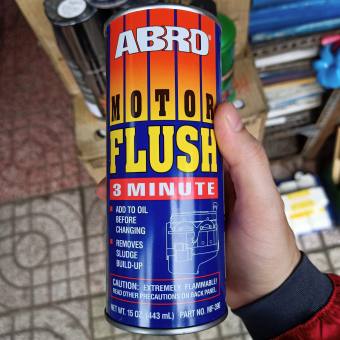 ABRO®
MOTOR
FLUSH
3 MINUTE
ADD TO OIL
BEFORE
CHANGING
REMOVES
SLUDGE
BUILD-UP
CAUTION: EXTREMELY FLAMMABLE!
READ OTHER PRECAUTIONS ON BACK PANEL
NET WT. 15 OZ. (443 mL) PART NO. MF-390